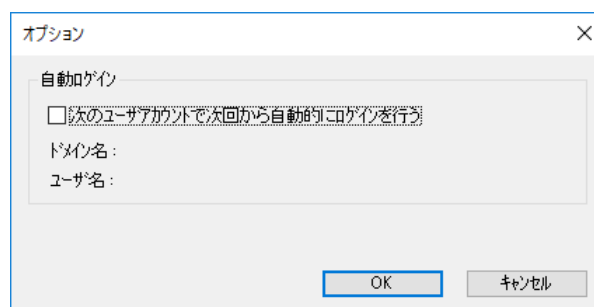 オプション
自動ログイン
次のユーザアカウントで次回から自動的にログインを行う
ドメイン名 :
ユーザ名 :
OK
キャンセル